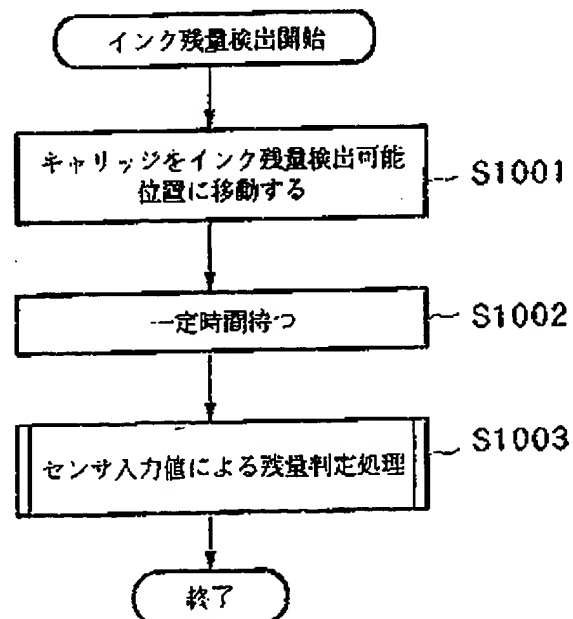 インク残量検出開始
キャリッジをインク残量検出可能
位置に移動する
S1001
一定時間待つ
S1002
センサ入力値による残量判定処理
S1003
終了